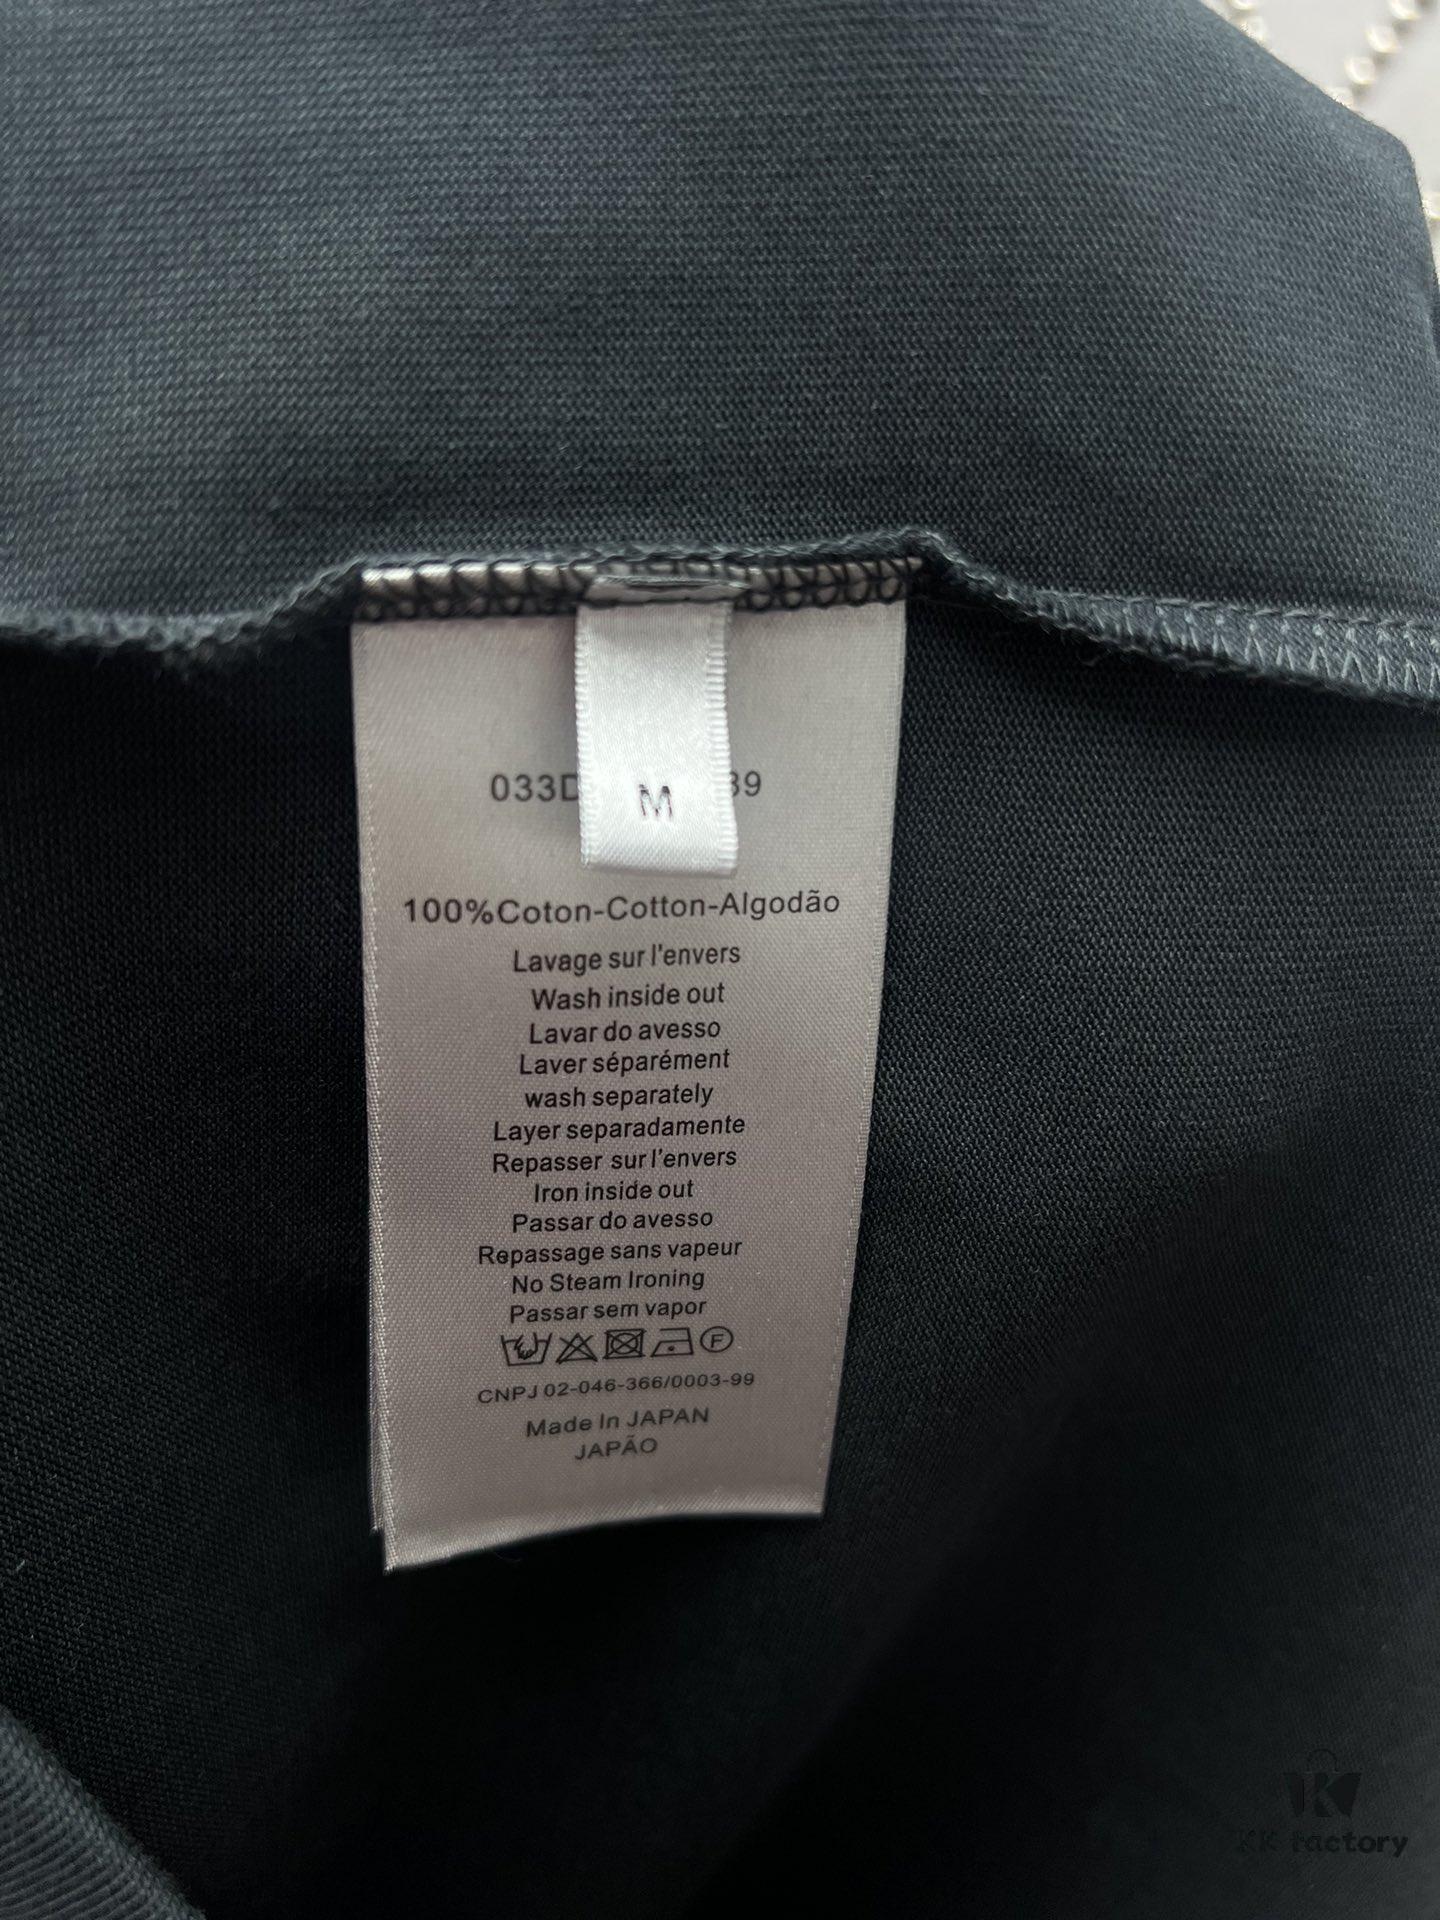 033D
39
M
100%Coton-Cotton-Algodão
Lavage sur l'envers
Wash inside out
Lavar do avesso
Laver séparément
wash separately
Layer separadamente
Repasser sur l'envers
Iron inside out
Passar do avesso
Repassage sans vapeur
No Steam Ironing
Passar sem vapor
F
CNPJ 02-046-366/0003-99
Made In JAPAN
JAPÃO
KK factory